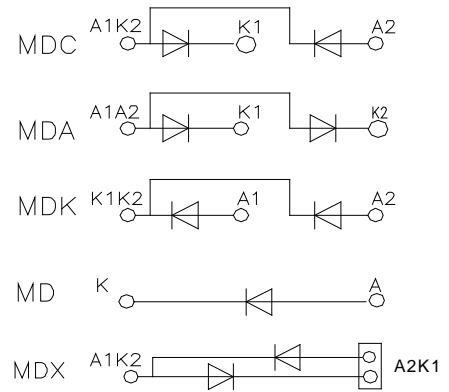 MDC A1K2 K1 A2
MDA A1A2 K1 K2
MDK K1K2 A1 A2
MD K A
MDX A1K2 A2K1